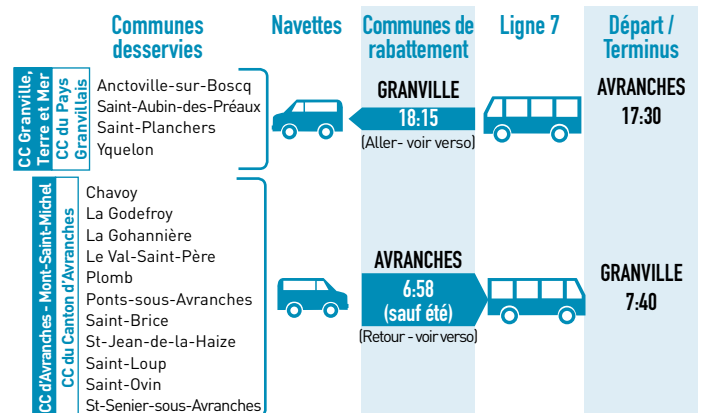 Communes
desservies
Navettes
Communes de
rabattement
Ligne 7
Départ /
Terminus
CC Granville,
Terre et Mer
CC du Pays
Granvillais
Anctoville-sur-Boscq
Saint-Aubin-des-Préaux
Saint-Planchers
Yquelon
GRANVILLE
18:15
(Aller- voir verso)
AVRANCHES
17:30
CC d'Avranches - Mont-Saint-Michel
CC du Canton d'Avranches
Chavoy
La Godefroy
La Gohannière
Le Val-Saint-Père
Plomb
Ponts-sous-Avranches
Saint-Brice
St-Jean-de-la-Haize
Saint-Loup
Saint-Ovin
St-Senier-sous-Avranches
AVRANCHES
6:58
(sauf été)
(Retour - voir verso)
GRANVILLE
7:40